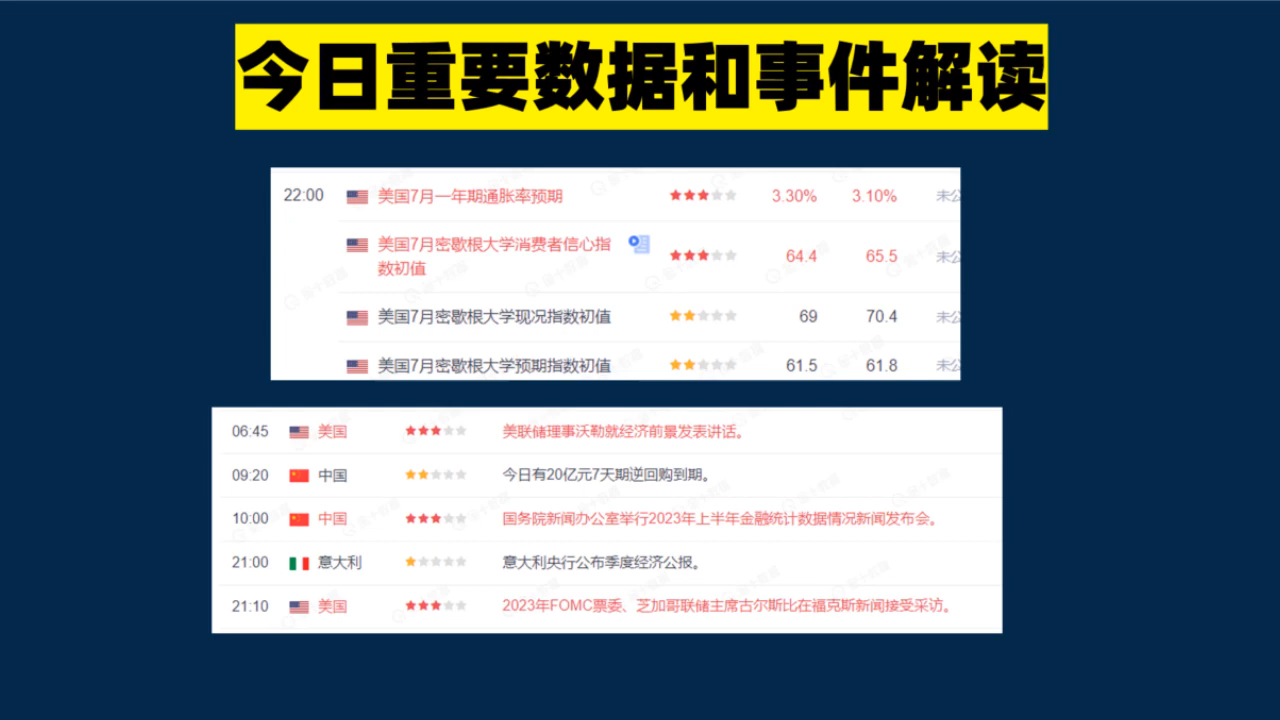 今日重要数据和事件解读
22:00 美国7月一年期通胀率预期 3.30% 3.10% 未公
美国7月密歇根大学消费者信心指
数初值 64.4 65.5 未公
美国7月密歇根大学现况指数初值 69 70.4 未公
美国7月密歇根大学预期指数初值 61.5 61.8 未公
06:45 美国 美联储理事沃勒就经济前景发表讲话。
09:20 中国 今日有20亿元7天期逆回购到期。
10:00 中国 国务院新闻办公室举行2023年上半年金融统计数据情况新闻发布会。
21:00 意大利 意大利央行公布季度经济公报。
21:10 美国 2023年FOMC票委、芝加哥联储主席古尔斯比在福克斯新闻接受采访。